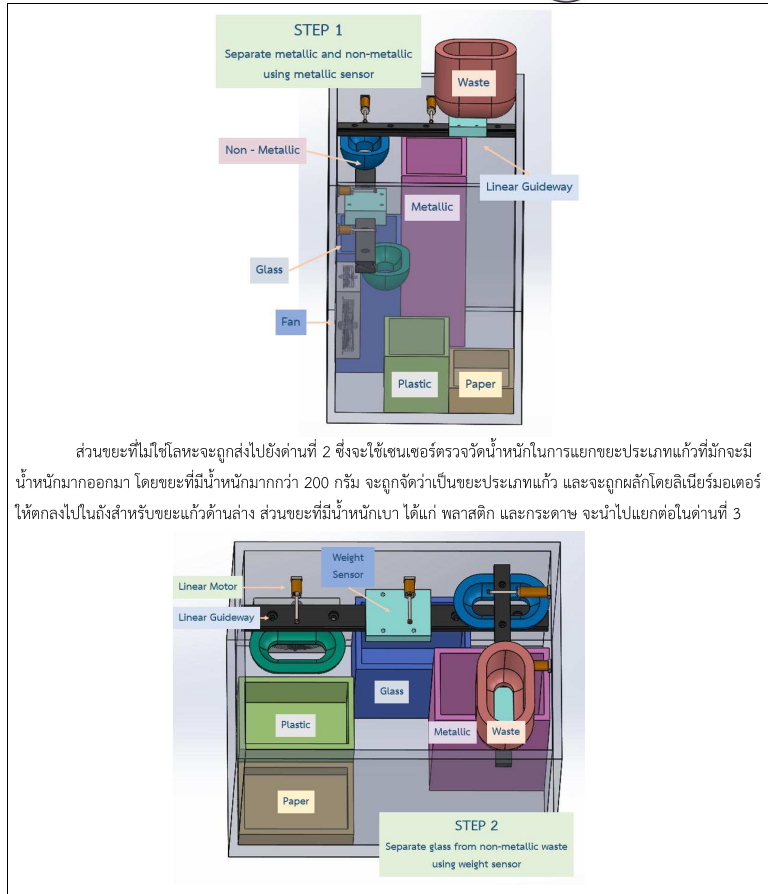 STEP 1
Separate metallic and non-metallic
using metallic sensor
Waste
Non - Metallic
Linear Guideway
Metallic
Glass
Fan
Plastic
Paper
ส่วนขยะที่ไม่ใช่โลหะจะถูกส่งไปยังด่านที่ 2 ซึ่งจะใช้เซนเซอร์ตรวจวัดน้ำหนักในการแยกขยะประเภทแก้วที่มักจะมี
น้ำหนักมากออกมา โดยขยะที่มีน้ำหนักมากกว่า 200 กรัม จะถูกจัดว่าเป็นขยะประเภทแก้ว และจะถูกผลักโดยลิเนียร์มอเตอร์
ให้ตกลงไปในถังสำหรับขยะแก้วด้านล่าง ส่วนขยะที่มีน้ำหนักเบา ได้แก่ พลาสติก และกระดาษ จะนำไปแยกต่อในด่านที่ 3
Weight
Sensor
Linear Motor
Linear Guideway
Glass
Plastic
Metallic
Waste
Paper
STEP 2
Separate glass from non-metallic waste
using weight sensor